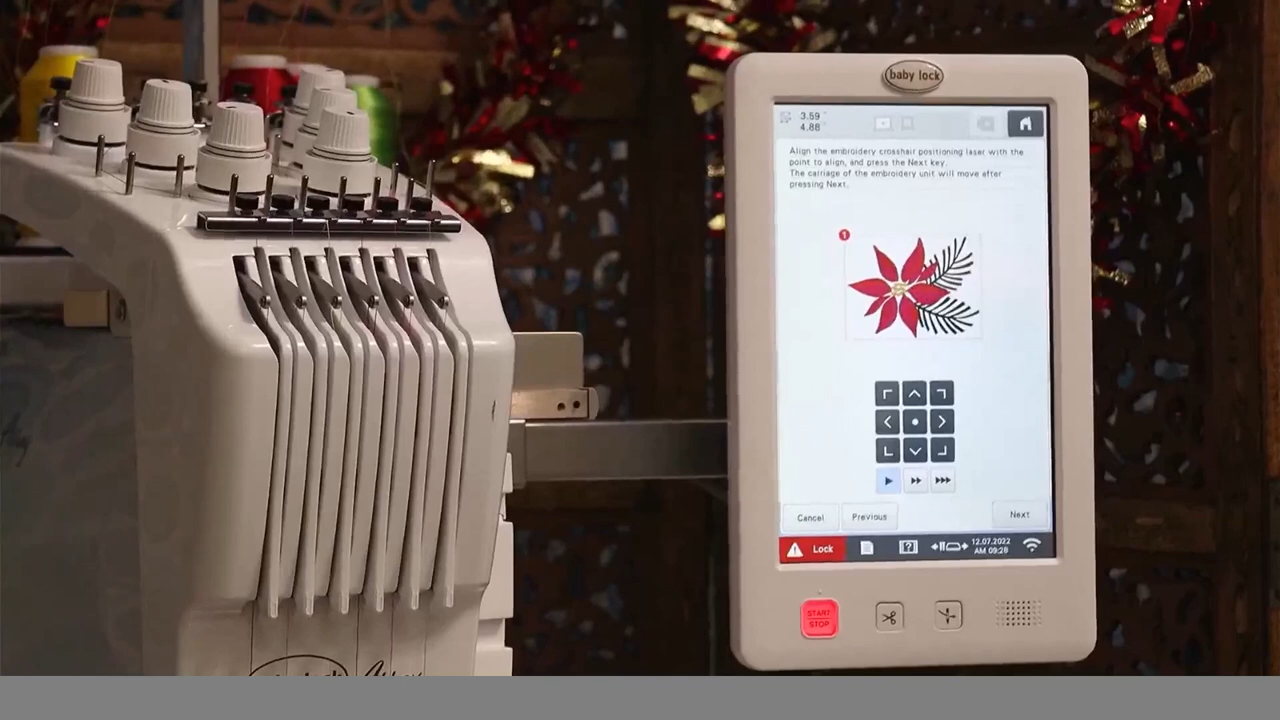 baby lock
3.59
4.88
Align the embroidery crosshair positioning laser with the
point to align, and press the Next key.
The carriage of the embroidery unit will move after
pressing Next.
1
Cancel
Previous
Next
Lock
12.07.2022
AM 09:28
START
STOP